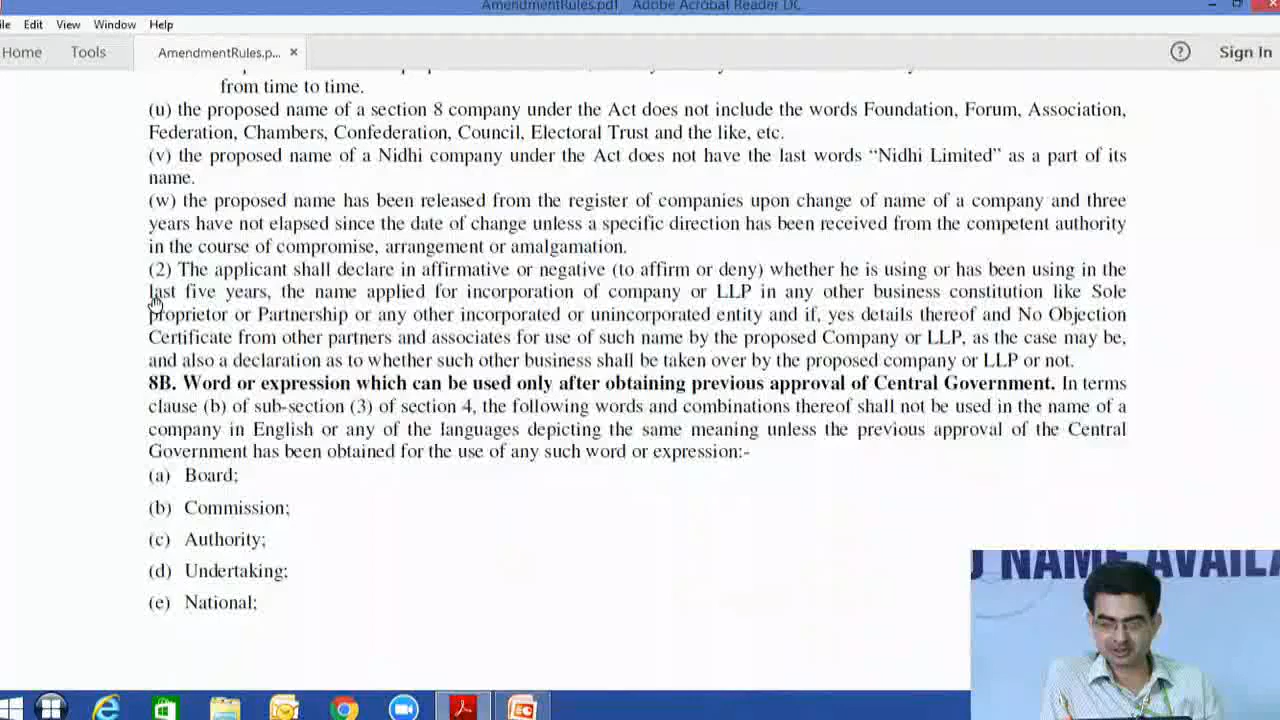 AmendmentRules.pdf - Adobe Acrobat Reader DC
Edit View Window Help
Home Tools AmendmentRules.p... × ? Sign In
from time to time.
(u) the proposed name of a section 8 company under the Act does not include the words Foundation, Forum, Association,
Federation, Chambers, Confederation, Council, Electoral Trust and the like, etc.
(v) the proposed name of a Nidhi company under the Act does not have the last words “Nidhi Limited” as a part of its
name.
(w) the proposed name has been released from the register of companies upon change of name of a company and three
years have not elapsed since the date of change unless a specific direction has been received from the competent authority
in the course of compromise, arrangement or amalgamation.
(2) The applicant shall declare in affirmative or negative (to affirm or deny) whether he is using or has been using in the
last five years, the name applied for incorporation of company or LLP in any other business constitution like Sole
proprietor or Partnership or any other incorporated or unincorporated entity and if, yes details thereof and No Objection
Certificate from other partners and associates for use of such name by the proposed Company or LLP, as the case may be,
and also a declaration as to whether such other business shall be taken over by the proposed company or LLP or not.
8B. Word or expression which can be used only after obtaining previous approval of Central Government. In terms
clause (b) of sub-section (3) of section 4, the following words and combinations thereof shall not be used in the name of a
company in English or any of the languages depicting the same meaning unless the previous approval of the Central
Government has been obtained for the use of any such word or expression:-
(a) Board;
(b) Commission;
(c) Authority;
(d) Undertaking;
(e) National;
NAME AVAILA